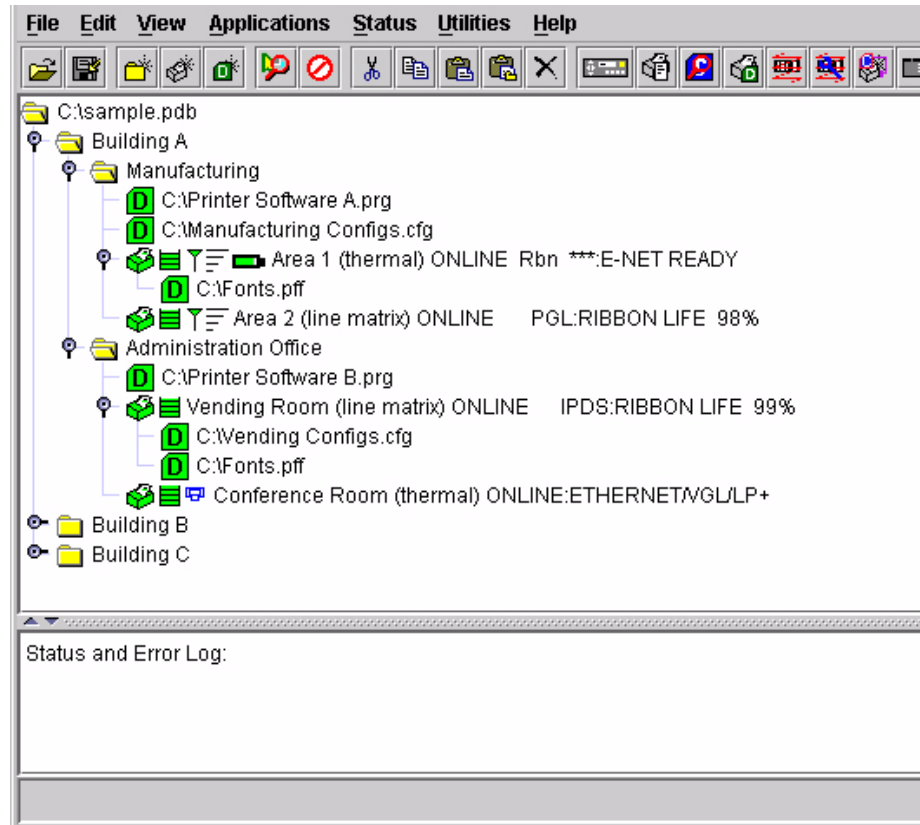 File Edit View Applications Status Utilities Help
C:\sample.pdb
Building A
Manufacturing
D C:\Printer Software A.prg
D C:\Manufacturing Configs.cfg
Area 1 (thermal) ONLINE Rbn ***:E-NET READY
D C:\Fonts.pff
Area 2 (line matrix) ONLINE PGL:RIBBON LIFE 98%
Administration Office
D C:\Printer Software B.prg
Vending Room (line matrix) ONLINE IPDS:RIBBON LIFE 99%
D C:\Vending Configs.cfg
D C:\Fonts.pff
Conference Room (thermal) ONLINE:ETHERNET/VGL/LP+
Building B
Building C
Status and Error Log: